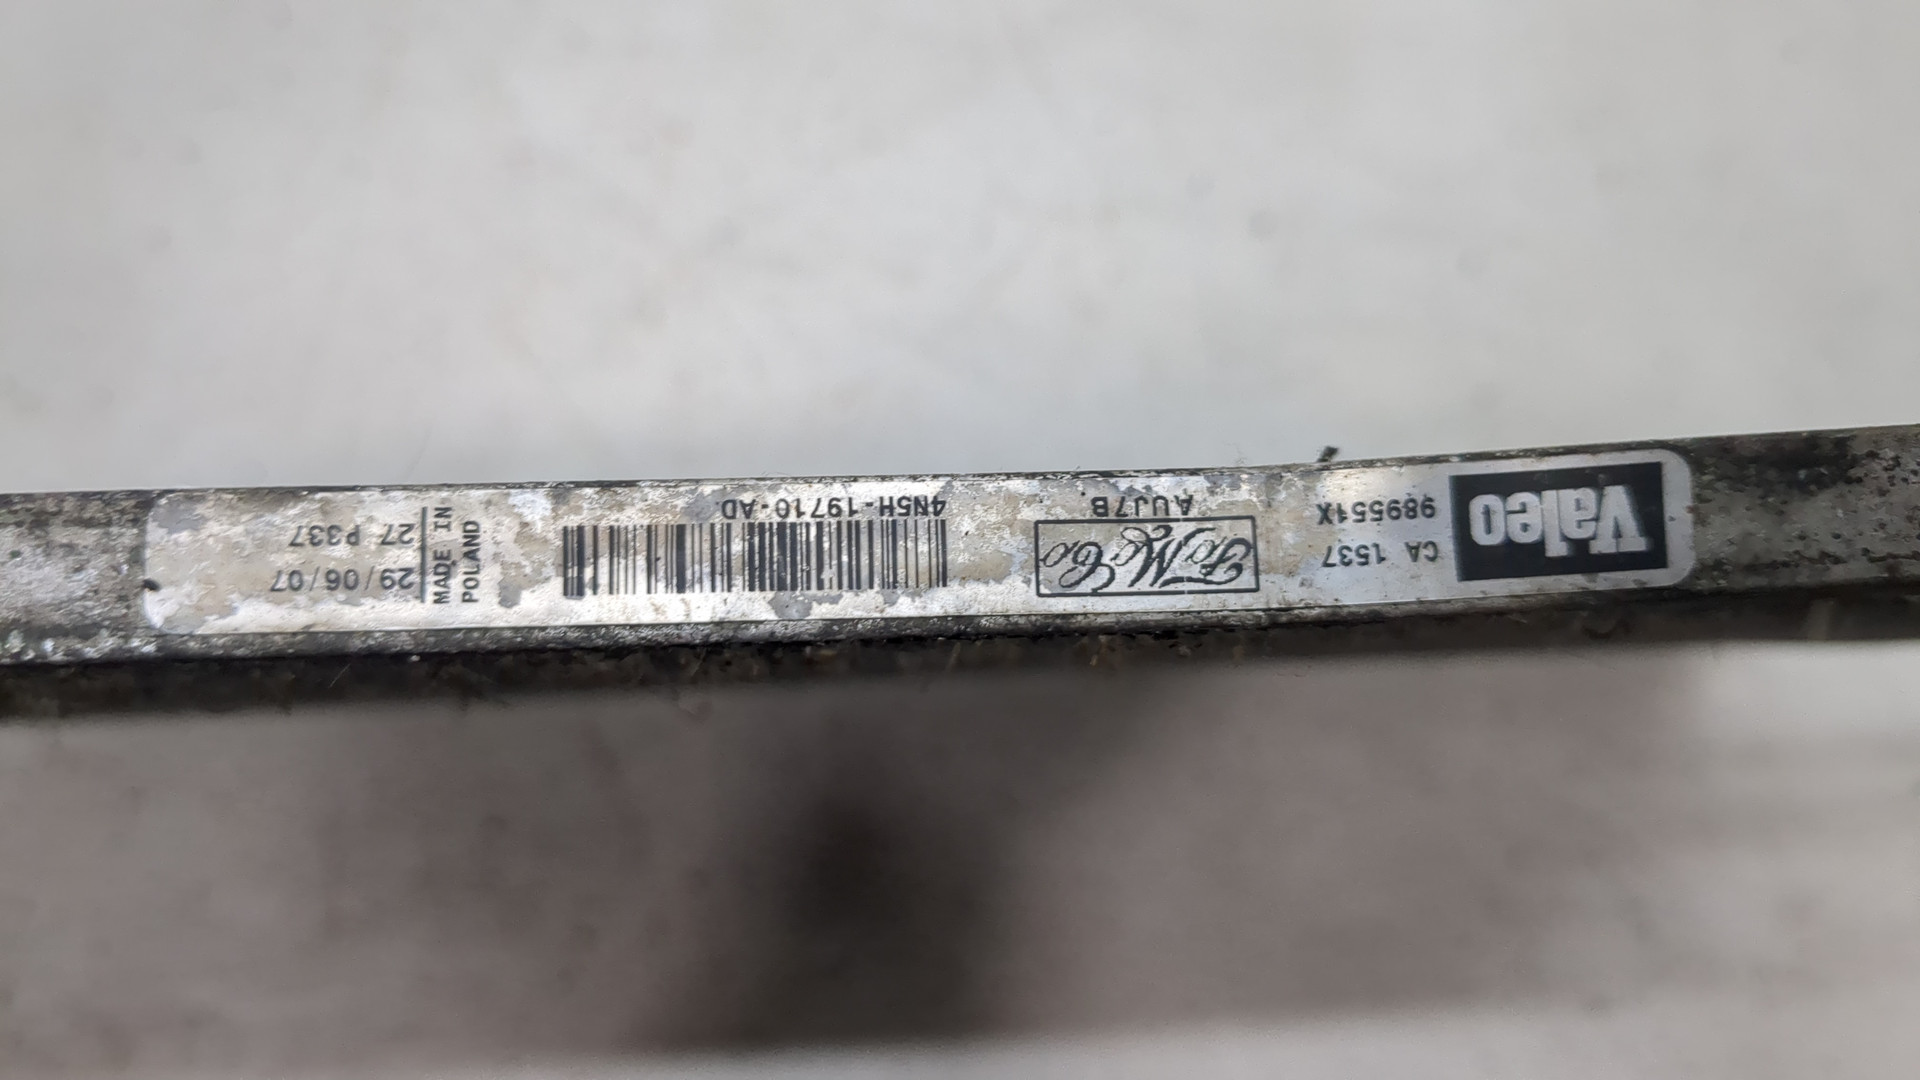 Valeo
CA 1537
989551X
FoMoCo
AUJ7B
4N5H-19710-AD
MADE IN
POLAND
29/06/07
27 P337